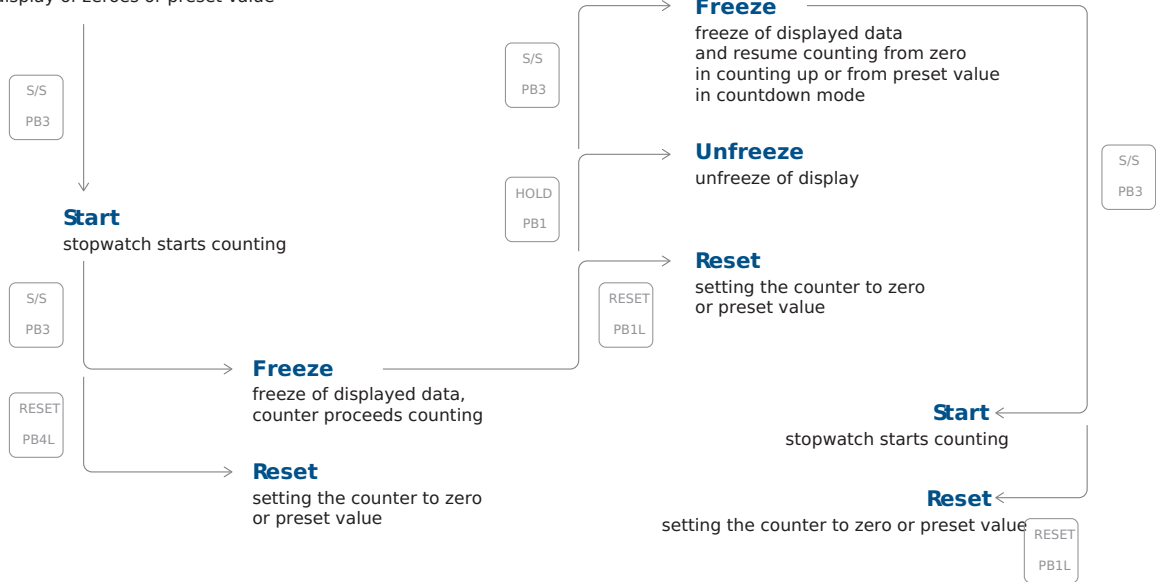 display of zeroes or preset value
S/S
PB3
Start
stopwatch starts counting
S/S
PB3
RESET
PB4L
Freeze
freeze of displayed data,
counter proceeds counting
Reset
setting the counter to zero
or preset value
S/S
PB3
HOLD
PB1
RESET
PB1L
Freeze
freeze of displayed data
and resume counting from zero
in counting up or from preset value
in countdown mode
Unfreeze
unfreeze of display
Reset
setting the counter to zero
or preset value
S/S
PB3
Start
stopwatch starts counting
Reset
setting the counter to zero or preset value
RESET
PB1L